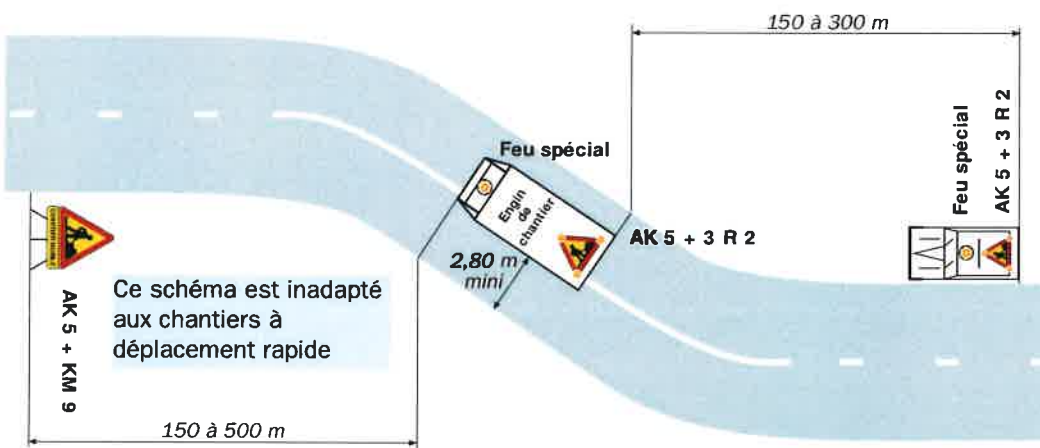 150 à 300 m
Feu spécial
Feu spécial
AK 5 + 3 R 2
Engin
de
chantier
AK 5 + 3 R 2
2,80 m
mini
AK 5 + KM 9
Ce schéma est inadapté
aux chantiers à
déplacement rapide
150 à 500 m